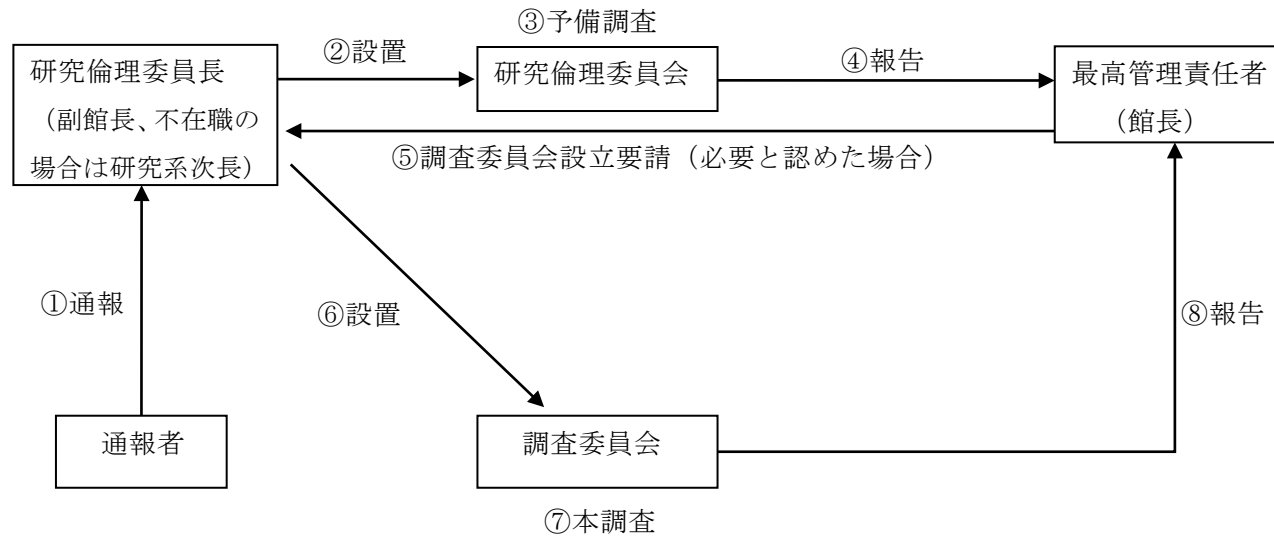 ③予備調査
②設置
④報告
研究倫理委員長
（副館長、不在職の
場合は研究系次長）
研究倫理委員会
最高管理責任者
（館長）
⑤調査委員会設立要請（必要と認めた場合）
①通報
⑥設置
⑧報告
通報者
調査委員会
⑦本調査